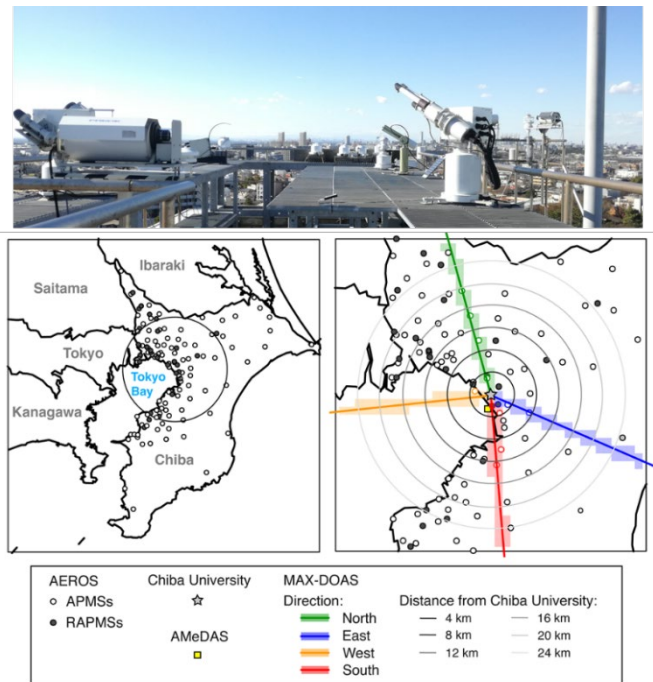 Ibaraki
Saitama
Tokyo
Tokyo
Bay
Kanagawa
Chiba
AEROS
APMSs
RAPMSs
Chiba University
AMeDAS
MAX-DOAS
Direction:
North
East
West
South
Distance from Chiba University:
4 km
8 km
12 km
16 km
20 km
24 km